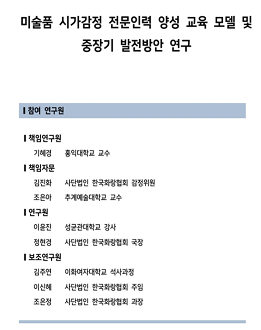 미술품 시가감정 전문인력 양성 교육 모델 및
중장기 발전방안 연구
참여 연구원
책임연구원
기혜경 홍익대학교 교수
책임자문
김진화 사단법인 한국화랑협회 감정위원
조은아 추계예술대학교 교수
연구원
이윤진 성균관대학교 강사
정현경 사단법인 한국화랑협회 국장
보조연구원
김주연 이화여자대학교 석사과정
이신혜 사단법인 한국화랑협회 주임
조은정 사단법인 한국화랑협회 과장